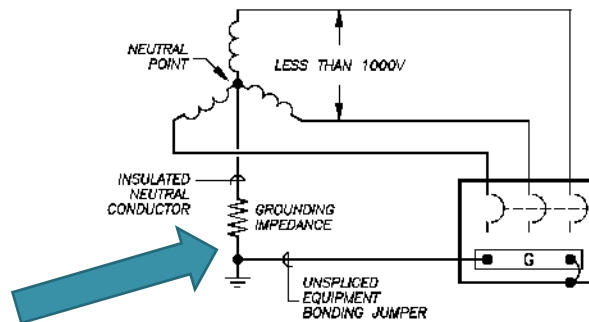 NEUTRAL
POINT
LESS THAN 1000V
INSULATED
NEUTRAL
CONDUCTOR
GROUNDING
IMPEDANCE
G
UNSPLICED
EQUIPMENT
BONDING JUMPER